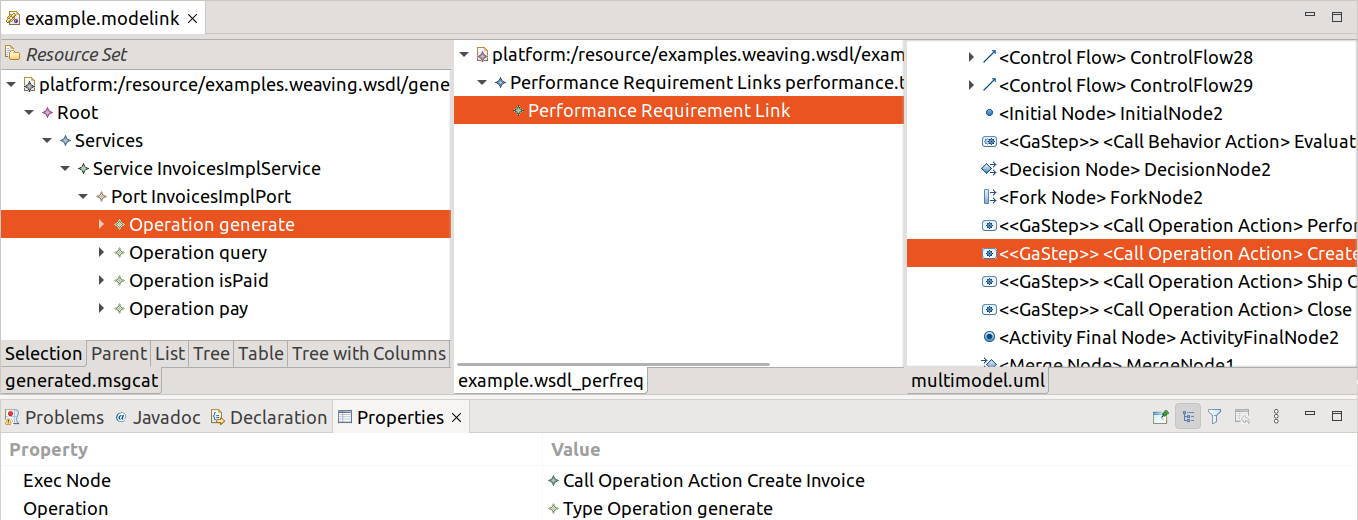 example.modelink
Resource Set
platform:/resource/examples.weaving.wsdl/gene
Root
Services
Service InvoicesImplService
Port InvoicesImplPort
Operation generate
Operation query
Operation isPaid
Operation pay
Selection Parent List Tree Table Tree with Columns
generated.msgcat
platform:/resource/examples.weaving.wsdl/exam
Performance Requirement Links performance.t
Performance Requirement Link
example.wsdl_perfreq
<Control Flow> ControlFlow28
<Control Flow> ControlFlow29
<Initial Node> InitialNode2
<<GaStep>> <Call Behavior Action> Evaluat
<Decision Node> DecisionNode2
<Fork Node> ForkNode2
<<GaStep>> <Call Operation Action> Perfor
<<GaStep>> <Call Operation Action> Create
<<GaStep>> <Call Operation Action> Ship O
<<GaStep>> <Call Operation Action> Close
<Activity Final Node> ActivityFinalNode2
<Merge Node> MergeNode1
multimodel.uml
Problems @ Javadoc Declaration Properties
Property Value
Exec Node Call Operation Action Create Invoice
Operation Type Operation generate